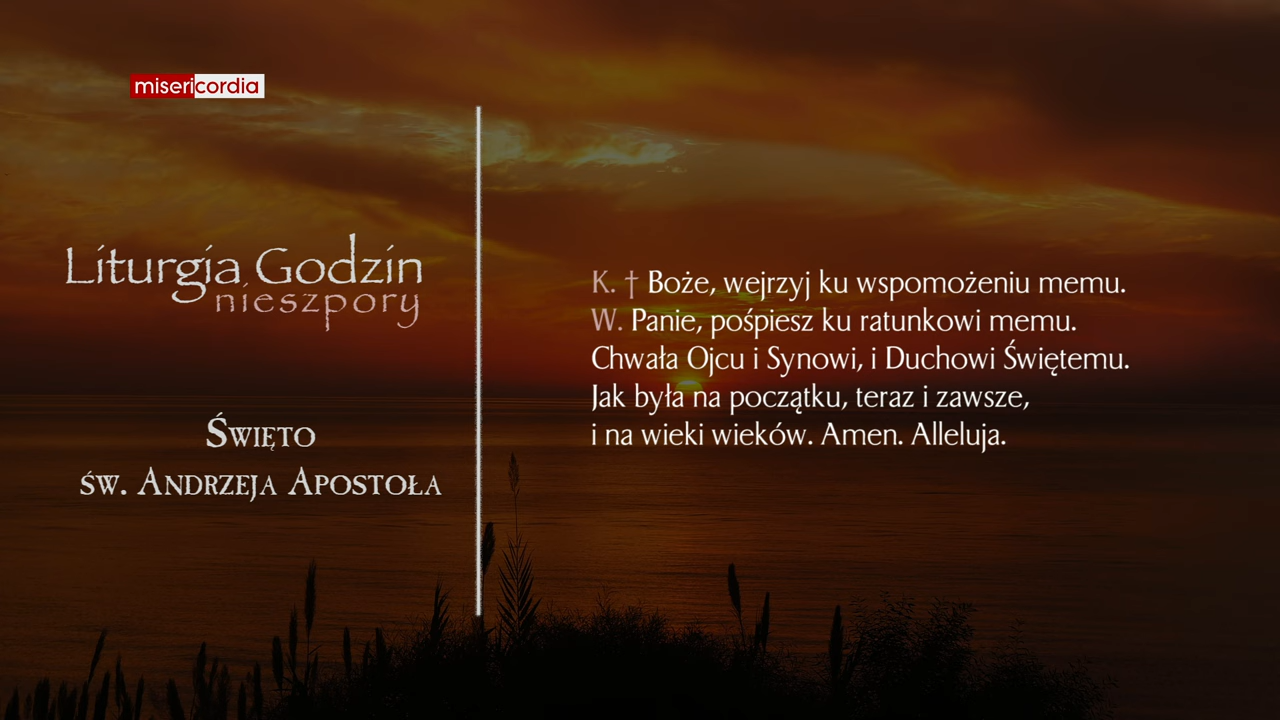 misericordia
Liturgia Godzin
nieszpory
Święto
św. Andrzeja Apostoła
K. † Boże, wejrzyj ku wspomożeniu memu.
W. Panie, pośpiesz ku ratunkowi memu.
Chwała Ojcu i Synowi, i Duchowi Świętemu.
Jak była na początku, teraz i zawsze,
i na wieki wieków. Amen. Alleluja.